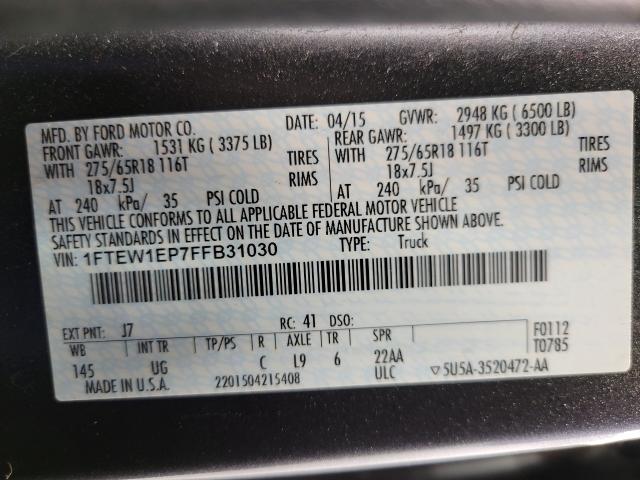 MFD. BY FORD MOTOR CO. DATE: 04/15 GVWR: 2948 KG ( 6500 LB)
FRONT GAWR: 1531 KG ( 3375 LB) REAR GAWR: 1497 KG ( 3300 LB)
WITH 275/65R18 116T TIRES WITH 275/65R18 116T TIRES
18x7.5J RIMS 18x7.5J RIMS
AT 240 kPa/ 35 PSI COLD AT 240 kPa/ 35 PSI COLD
THIS VEHICLE CONFORMS TO ALL APPLICABLE FEDERAL MOTOR VEHICLE
SAFETY STANDARDS IN EFFECT ON THE DATE OF MANUFACTURE SHOWN ABOVE.
VIN: 1FTEW1EP7FFB31030 TYPE: Truck
EXT PNT: J7 RC: 41 DSO: F0112
WB INT TR TP/PS R AXLE TR SPR T0785
145 UG C L9 6 22AA
MADE IN U.S.A. 2201504215408 ULC ▽5U5A-3520472-AA